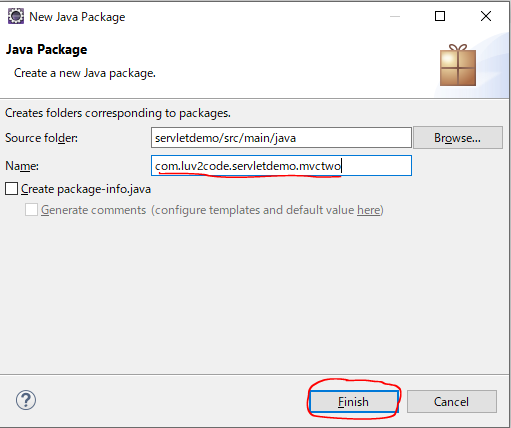 New Java Package
Java Package
Create a new Java package.
Creates folders corresponding to packages.
Source folder: servletdemo/src/main/java Browse...
Name: com.luv2code.servletdemo.mvctwo
Create package-info.java
Generate comments (configure templates and default value here)
? Finish Cancel